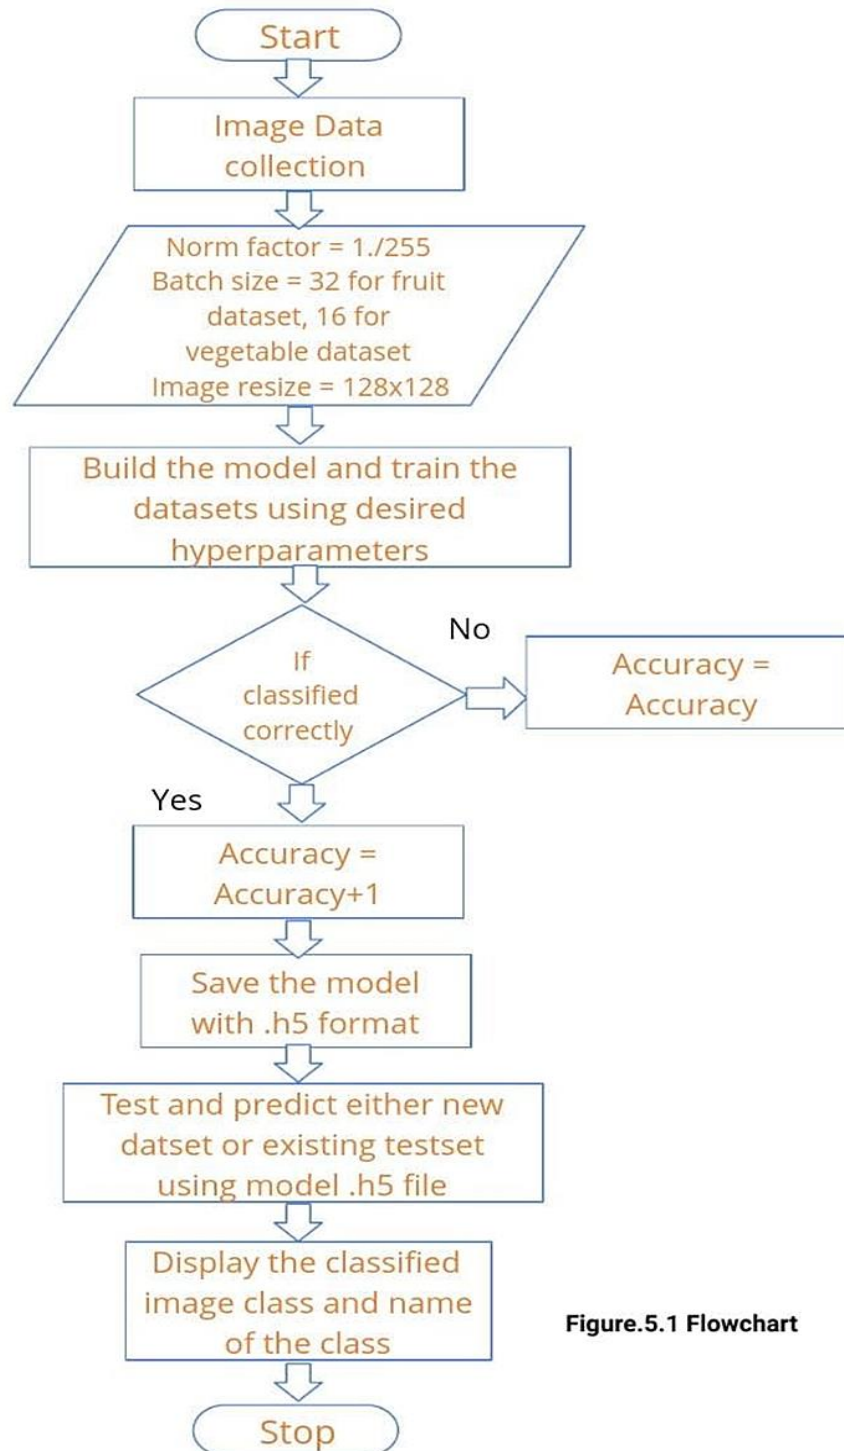 Start
Image Data
collection
Norm factor = 1./255
Batch size = 32 for fruit
dataset, 16 for
vegetable dataset
Image resize = 128x128
Build the model and train the
datasets using desired
hyperparameters
If
classified
correctly
No
Accuracy =
Accuracy
Yes
Accuracy =
Accuracy+1
Save the model
with .h5 format
Test and predict either new
datset or existing testset
using model .h5 file
Display the classified
image class and name
of the class
Figure.5.1 Flowchart
Stop